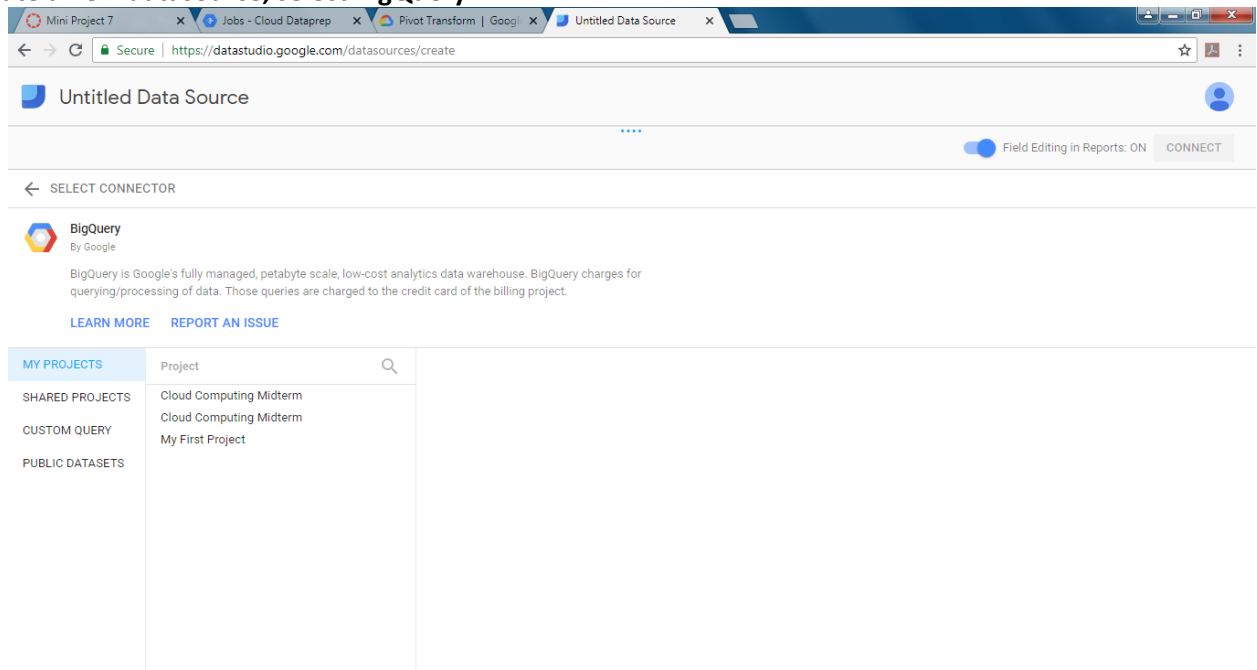 Mini Project 7
Jobs - Cloud Dataprep
Pivot Transform | Googl
Untitled Data Source
Secure | https://datastudio.google.com/datasources/create
Untitled Data Source
Field Editing in Reports: ON CONNECT
SELECT CONNECTOR
BigQuery
By Google
BigQuery is Google's fully managed, petabyte scale, low-cost analytics data warehouse. BigQuery charges for
querying/processing of data. Those queries are charged to the credit card of the billing project.
LEARN MORE REPORT AN ISSUE
MY PROJECTS
SHARED PROJECTS
CUSTOM QUERY
PUBLIC DATASETS
Project
Cloud Computing Midterm
Cloud Computing Midterm
My First Project